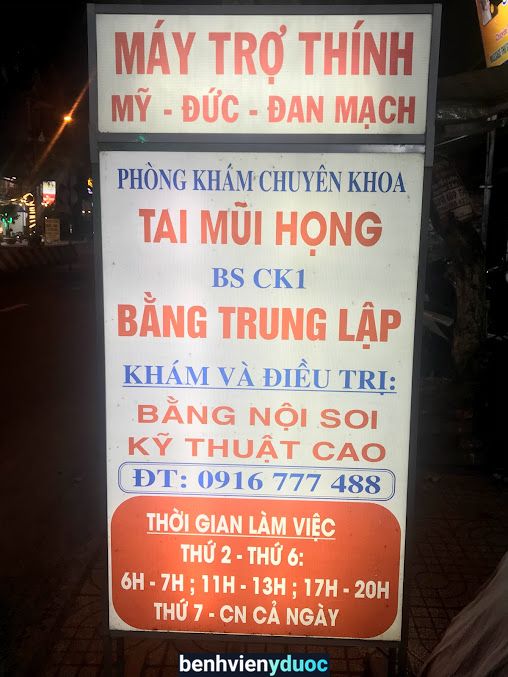 MÁY TRỢ THÍNH
MỸ - ĐỨC - ĐAN MẠCH
PHÒNG KHÁM CHUYÊN KHOA
TAI MŨI HỌNG
BS CK1
BẰNG TRUNG LẬP
KHÁM VÀ ĐIỀU TRỊ:
BẰNG NỘI SOI
KỸ THUẬT CAO
ĐT: 0916 777 488
THỜI GIAN LÀM VIỆC
THỨ 2 - THỨ 6:
6H - 7H ; 11H - 13H ; 17H - 20H
THỨ 7 - CN CẢ NGÀY
benhvienyduoc